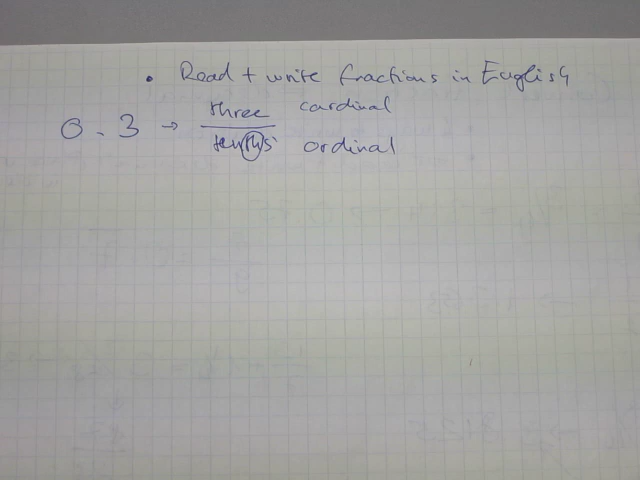 • Read + write fractions in English
0.3 → three cardinal
tenths ordinal